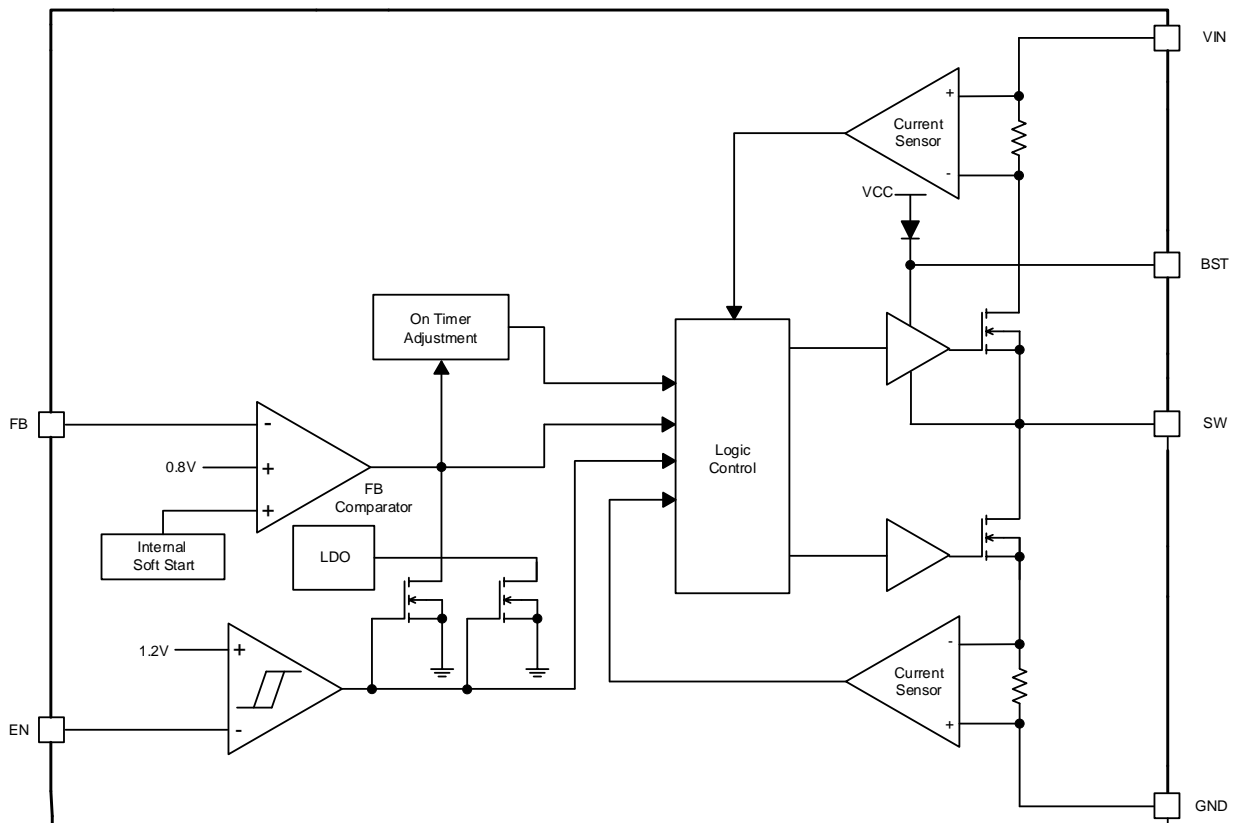 VIN
+
Current
Sensor
-
VCC
BST
On Timer
Adjustment
FB
-
SW
0.8V
+
Logic
Control
FB
Comparator
+
Internal
Soft Start
LDO
1.2V
+
-
Current
Sensor
EN
-
+
GND